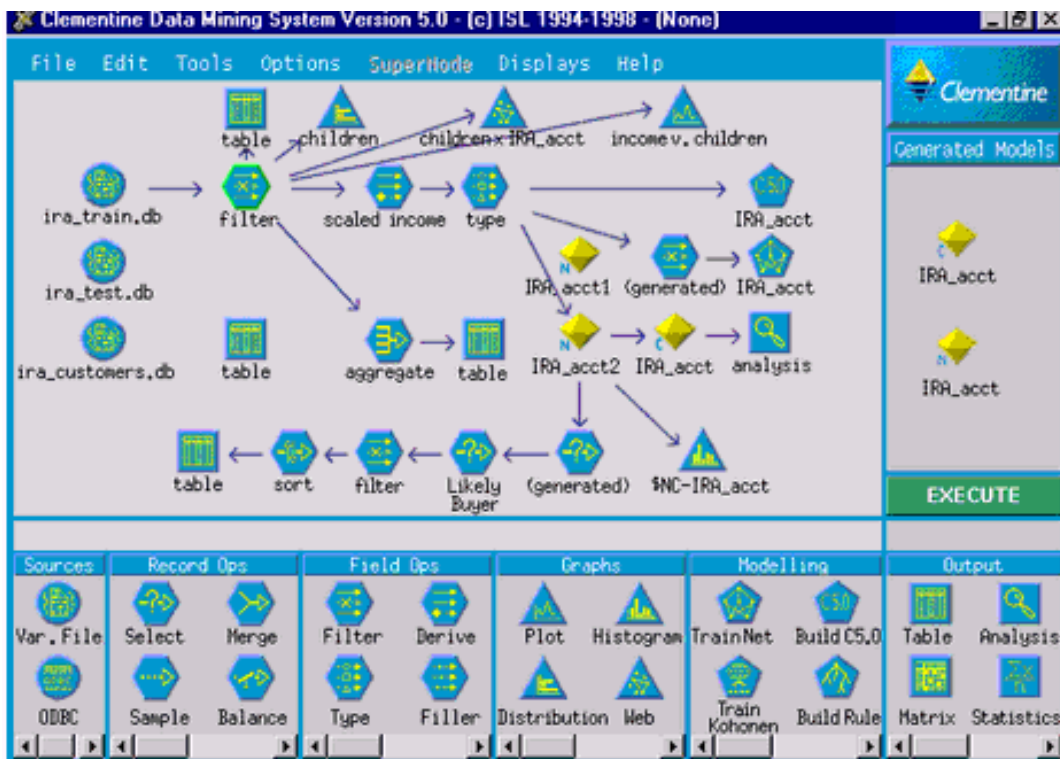 Clementine Data Mining System Version 5.0 - (c) ISL 1994-1998 - (None)
File Edit Tools Options SuperNode Displays Help
Clementine
table children children x IRA_acct income v. children
Generated Models
ira_train.db filter scaled income type C5.0 IRA_acct
ira_test.db N IRA_acct1 (generated) IRA_acct
C IRA_acct
ira_customers.db table aggregate table N IRA_acct2 C IRA_acct analysis
N IRA_acct
table sort filter Likely Buyer (generated) $NC-IRA_acct
EXECUTE
Sources Record Ops Field Ops Graphs Modelling Output
C5.0
Var. File Select Merge Filter Derive Plot Histogram TrainNet Build C5.0 Table Analysis
ODBC Sample Balance Type Filler Distribution Web Train Kohonen Build Rule Matrix Statistics